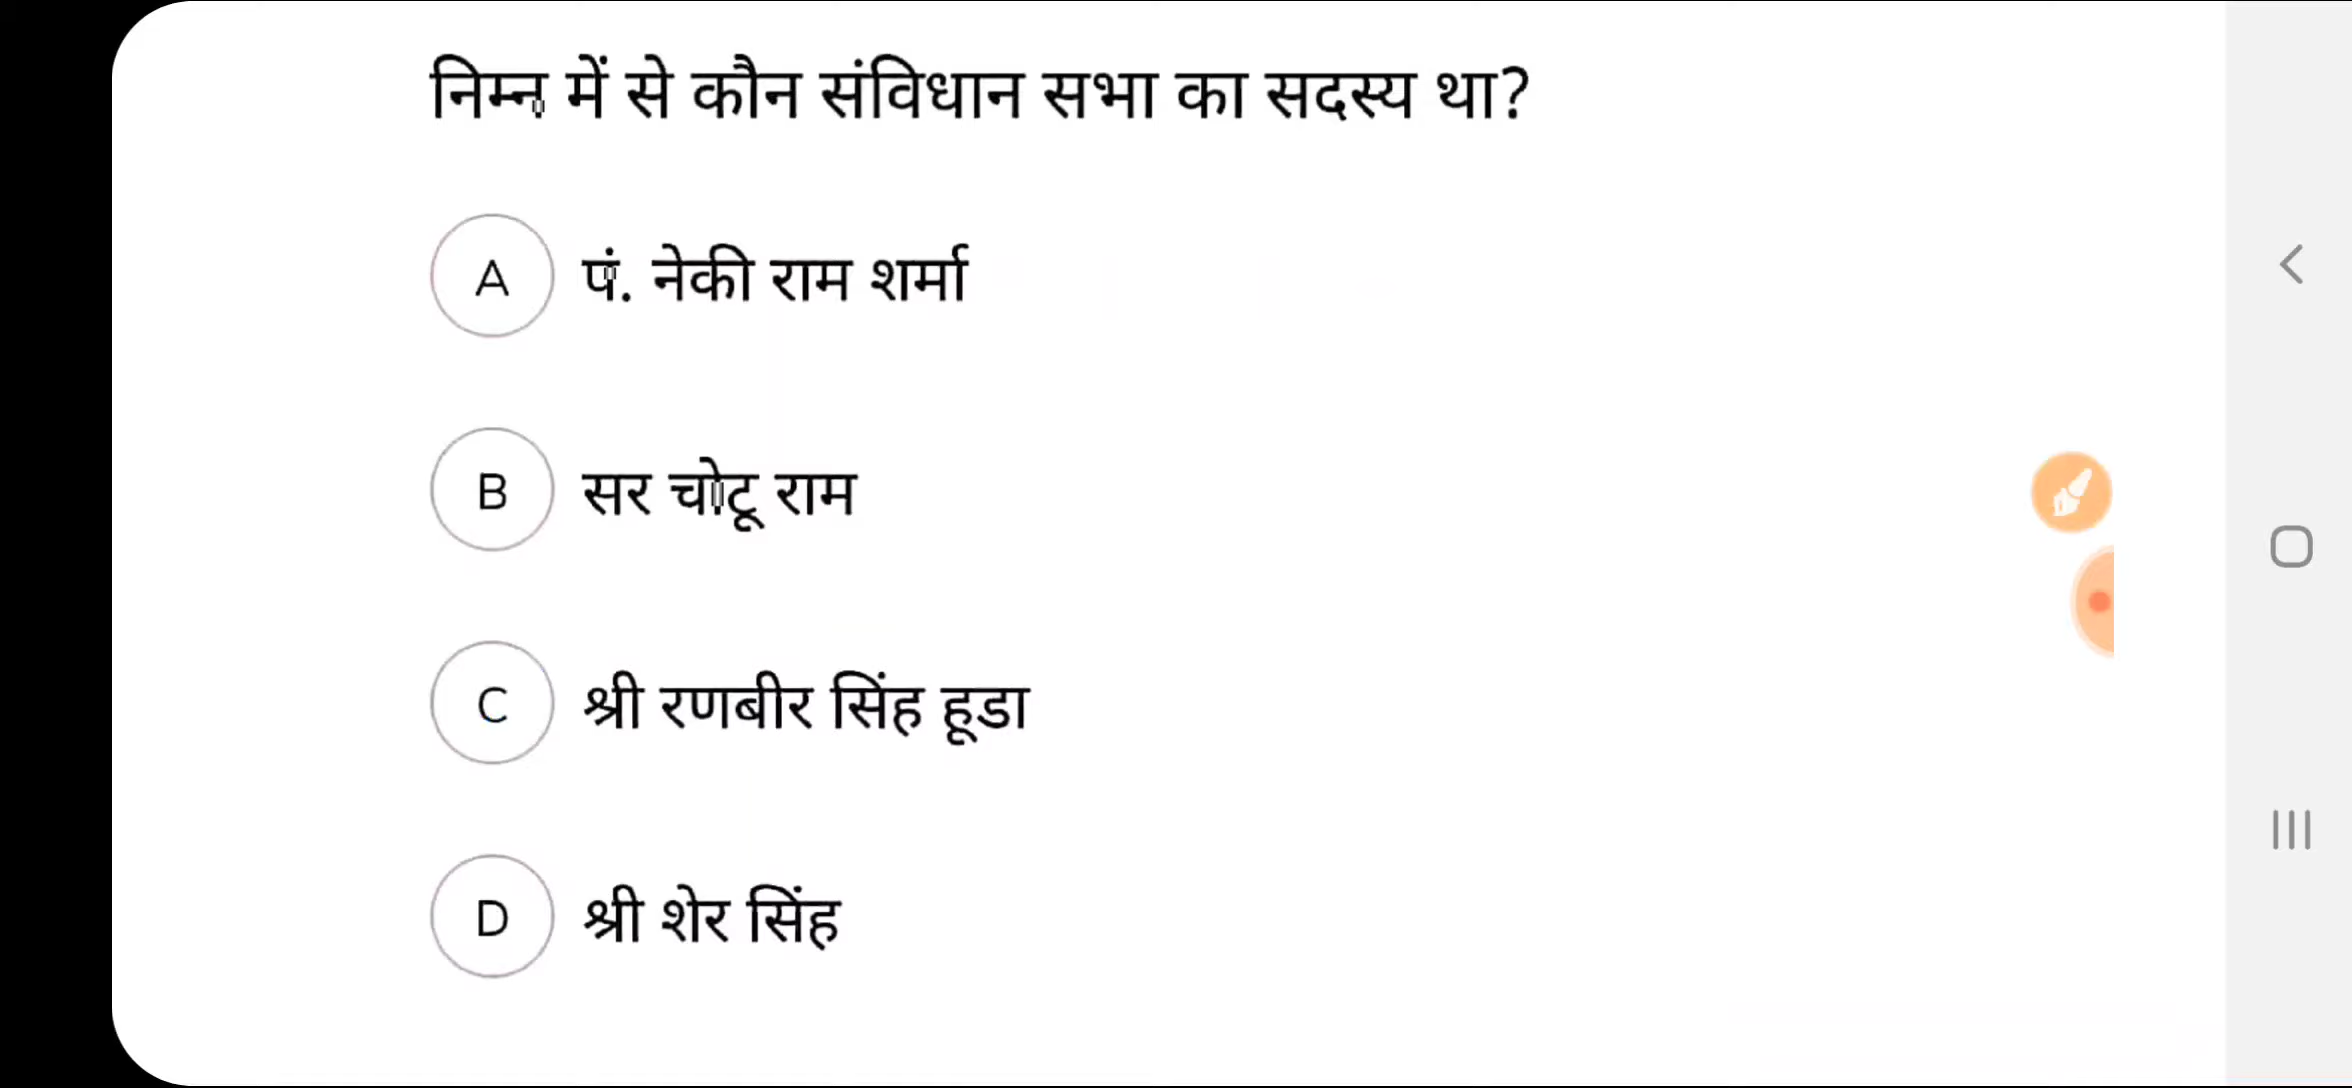 निम्न में से कौन संविधान सभा का सदस्य था?
A पं. नेकी राम शर्मा
B सर चोटू राम
C श्री रणबीर सिंह हूडा
D श्री शेर सिंह